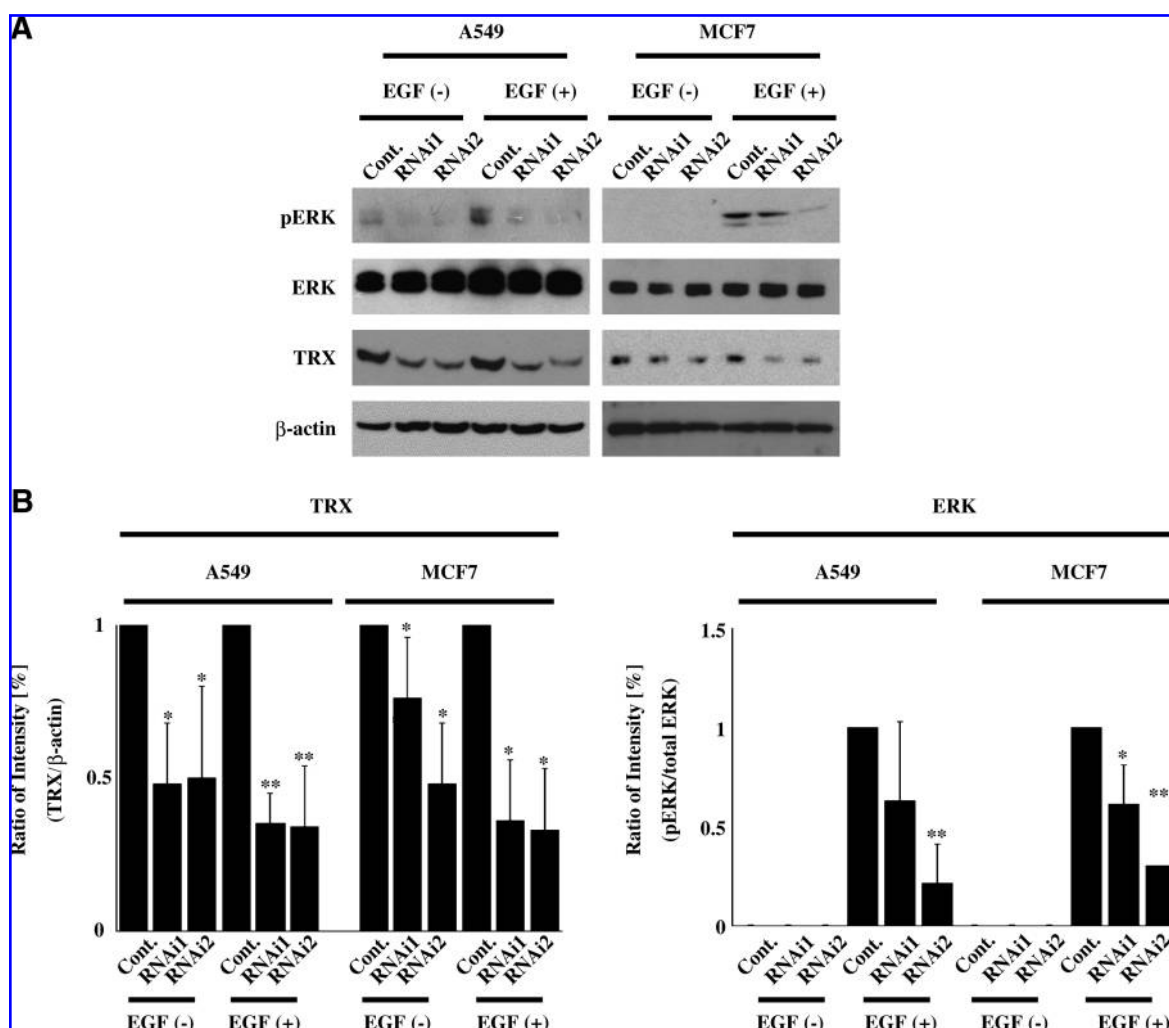 A
A549 MCF7
EGF (-) EGF (+) EGF (-) EGF (+)
Cont. RNAi1 RNAi2 Cont. RNAi1 RNAi2 Cont. RNAi1 RNAi2 Cont. RNAi1 RNAi2
pERK
ERK
TRX
β-actin
B
TRX
A549 MCF7
Ratio of Intensity [%]
(TRX/β-actin)
1
0.5
0
* * ** ** * * * *
Cont. RNAi1 RNAi2 Cont. RNAi1 RNAi2 Cont. RNAi1 RNAi2 Cont. RNAi1 RNAi2
EGF (-) EGF (+) EGF (-) EGF (+)
ERK
A549 MCF7
Ratio of Intensity [%]
(pERK/total ERK)
1.5
1
0.5
0
** * **
Cont. RNAi1 RNAi2 Cont. RNAi1 RNAi2 Cont. RNAi1 RNAi2 Cont. RNAi1 RNAi2
EGF (-) EGF (+) EGF (-) EGF (+)